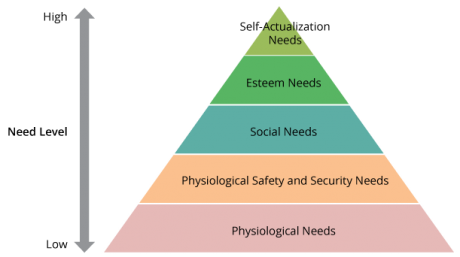 High
Self-Actualization
Needs
Esteem Needs
Need Level
Social Needs
Physiological Safety and Security Needs
Physiological Needs
Low